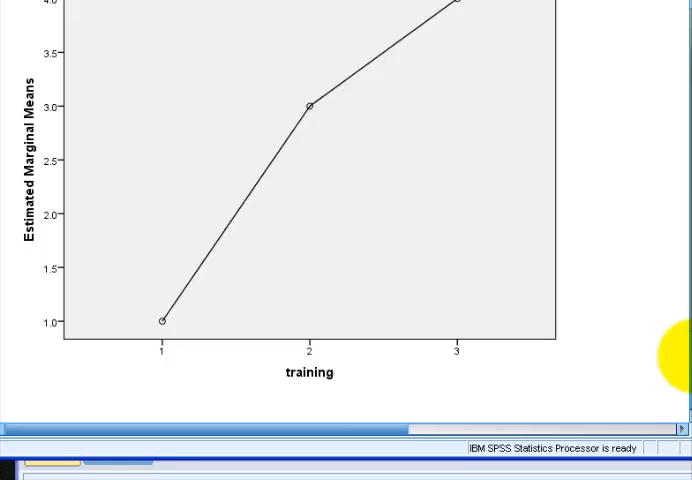 4.0
3.5
3.0
2.5
2.0
1.5
1.0
Estimated Marginal Means
1 2 3
training
IBM SPSS Statistics Processor is ready